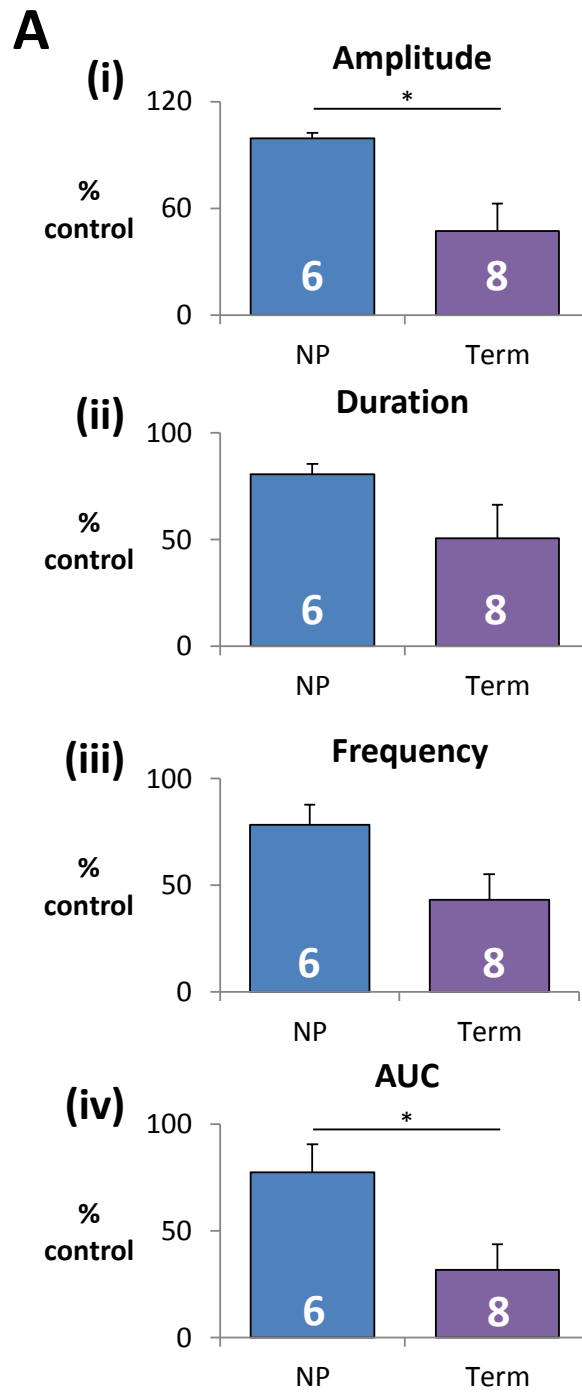 A
(i)
Amplitude
*
120
60
0
%
control
6
8
NP
Term
(ii)
Duration
100
50
0
%
control
6
8
NP
Term
(iii)
Frequency
100
50
0
%
control
6
8
NP
Term
(iv)
AUC
*
100
50
0
%
control
6
8
NP
Term